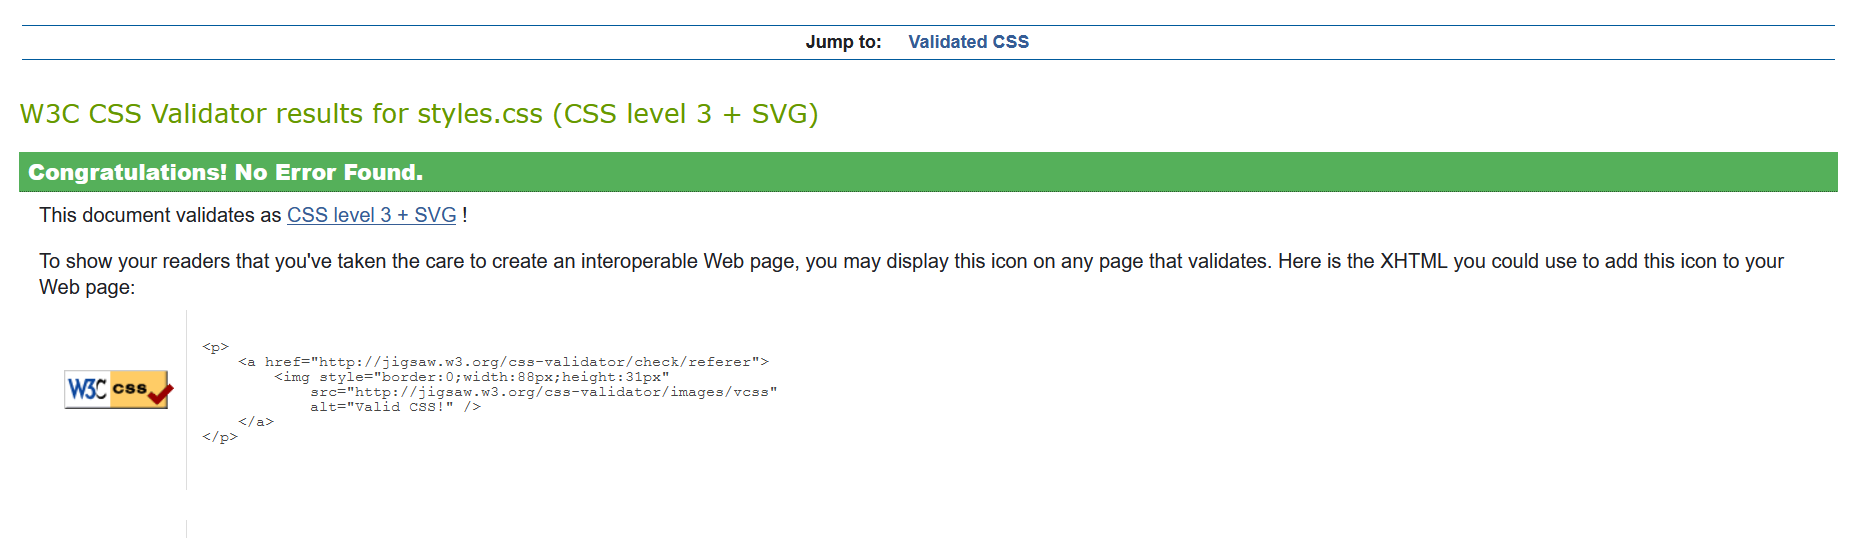 Jump to: Validated CSS
W3C CSS Validator results for styles.css (CSS level 3 + SVG)
Congratulations! No Error Found.
This document validates as CSS level 3 + SVG !
To show your readers that you've taken the care to create an interoperable Web page, you may display this icon on any page that validates. Here is the XHTML you could use to add this icon to your
Web page:
<p>
    <a href="http://jigsaw.w3.org/css-validator/check/referer">
        <img style="border:0;width:88px;height:31px"
            src="http://jigsaw.w3.org/css-validator/images/vcss"
            alt="Valid CSS!" />
W3C css
    </a>
</p>